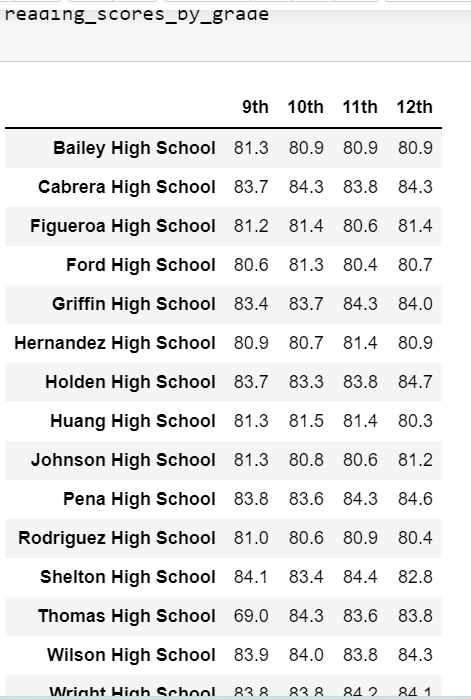 reading_scores_by_grade
9th 10th 11th 12th
Bailey High School 81.3 80.9 80.9 80.9
Cabrera High School 83.7 84.3 83.8 84.3
Figueroa High School 81.2 81.4 80.6 81.4
Ford High School 80.6 81.3 80.4 80.7
Griffin High School 83.4 83.7 84.3 84.0
Hernandez High School 80.9 80.7 81.4 80.9
Holden High School 83.7 83.3 83.8 84.7
Huang High School 81.3 81.5 81.4 80.3
Johnson High School 81.3 80.8 80.6 81.2
Pena High School 83.8 83.6 84.3 84.6
Rodriguez High School 81.0 80.6 80.9 80.4
Shelton High School 84.1 83.4 84.4 82.8
Thomas High School 69.0 84.3 83.6 83.8
Wilson High School 83.9 84.0 83.8 84.3
Wright High School 83.8 83.8 84.2 84.1